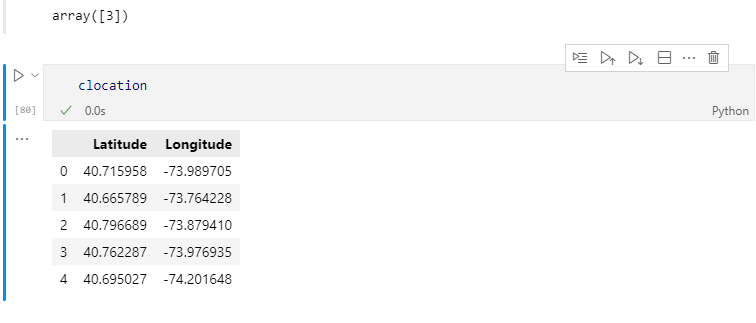 array([3])
clocation
[80]
0.0s
Python
...
Latitude Longitude
0 40.715958 -73.989705
1 40.665789 -73.764228
2 40.796689 -73.879410
3 40.762287 -73.976935
4 40.695027 -74.201648